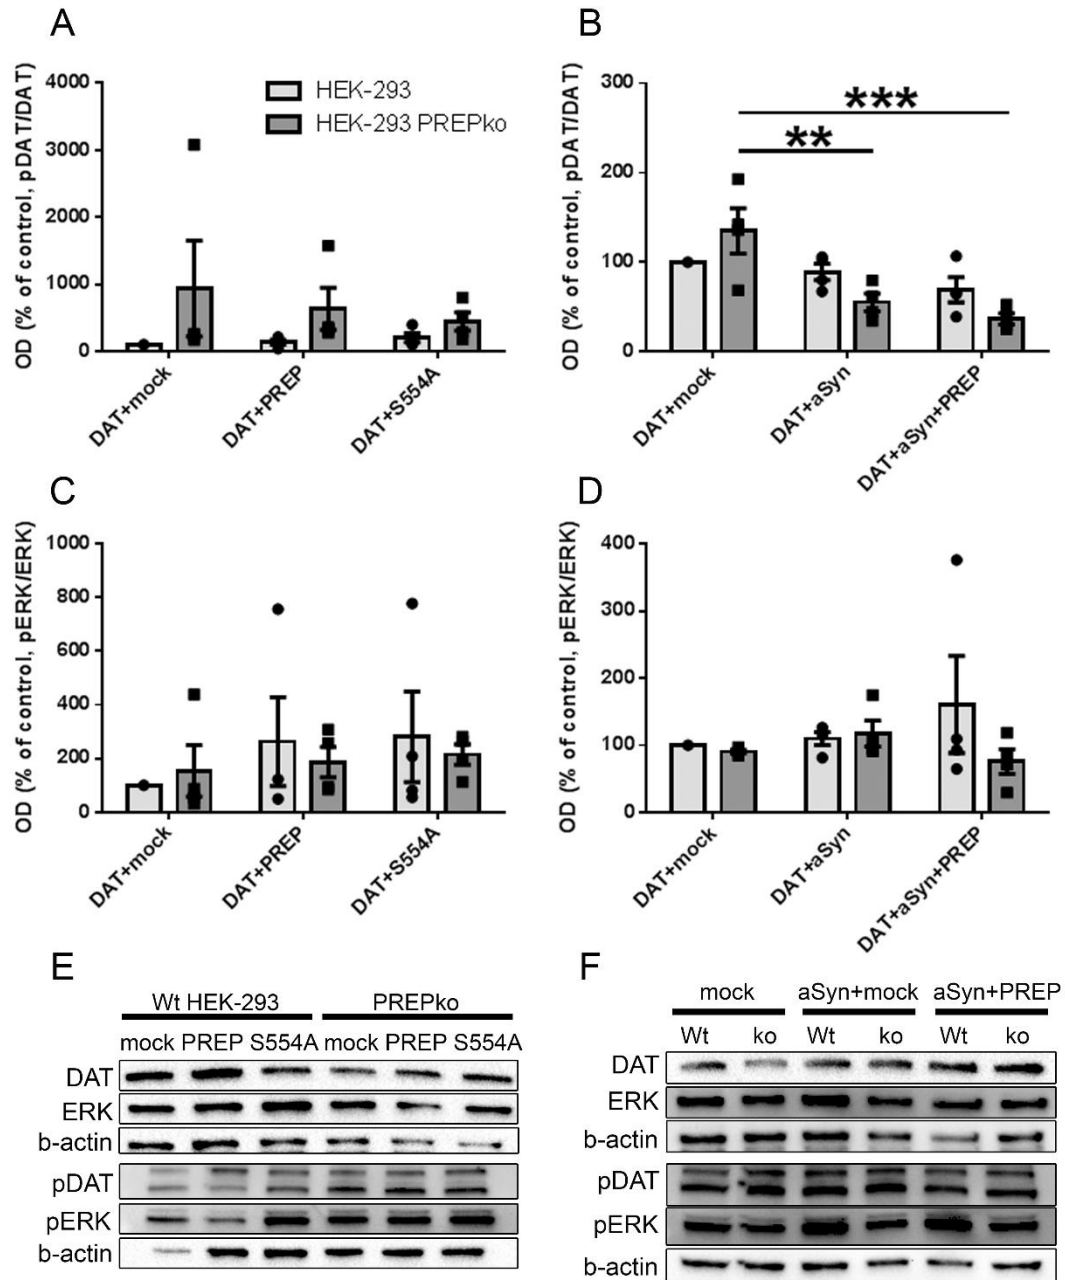 A
OD (% of control, pDAT/DAT)
4000
3000
2000
1000
0
HEK-293
HEK-293 PREPko
DAT+mock
DAT+PREP
DAT+S554A
B
OD (% of control, pDAT/DAT)
300
200
100
0
***
**
DAT+mock
DAT+aSyn
DAT+aSyn+PREP
C
OD (% of control, pERK/ERK)
1000
800
600
400
200
0
DAT+mock
DAT+PREP
DAT+S554A
D
OD (% of control, pERK/ERK)
400
300
200
100
0
DAT+mock
DAT+aSyn
DAT+aSyn+PREP
E
Wt HEK-293 PREPko
mock PREP S554A mock PREP S554A
DAT
ERK
b-actin
pDAT
pERK
b-actin
F
mock aSyn+mock aSyn+PREP
Wt ko Wt ko Wt ko
DAT
ERK
b-actin
pDAT
pERK
b-actin